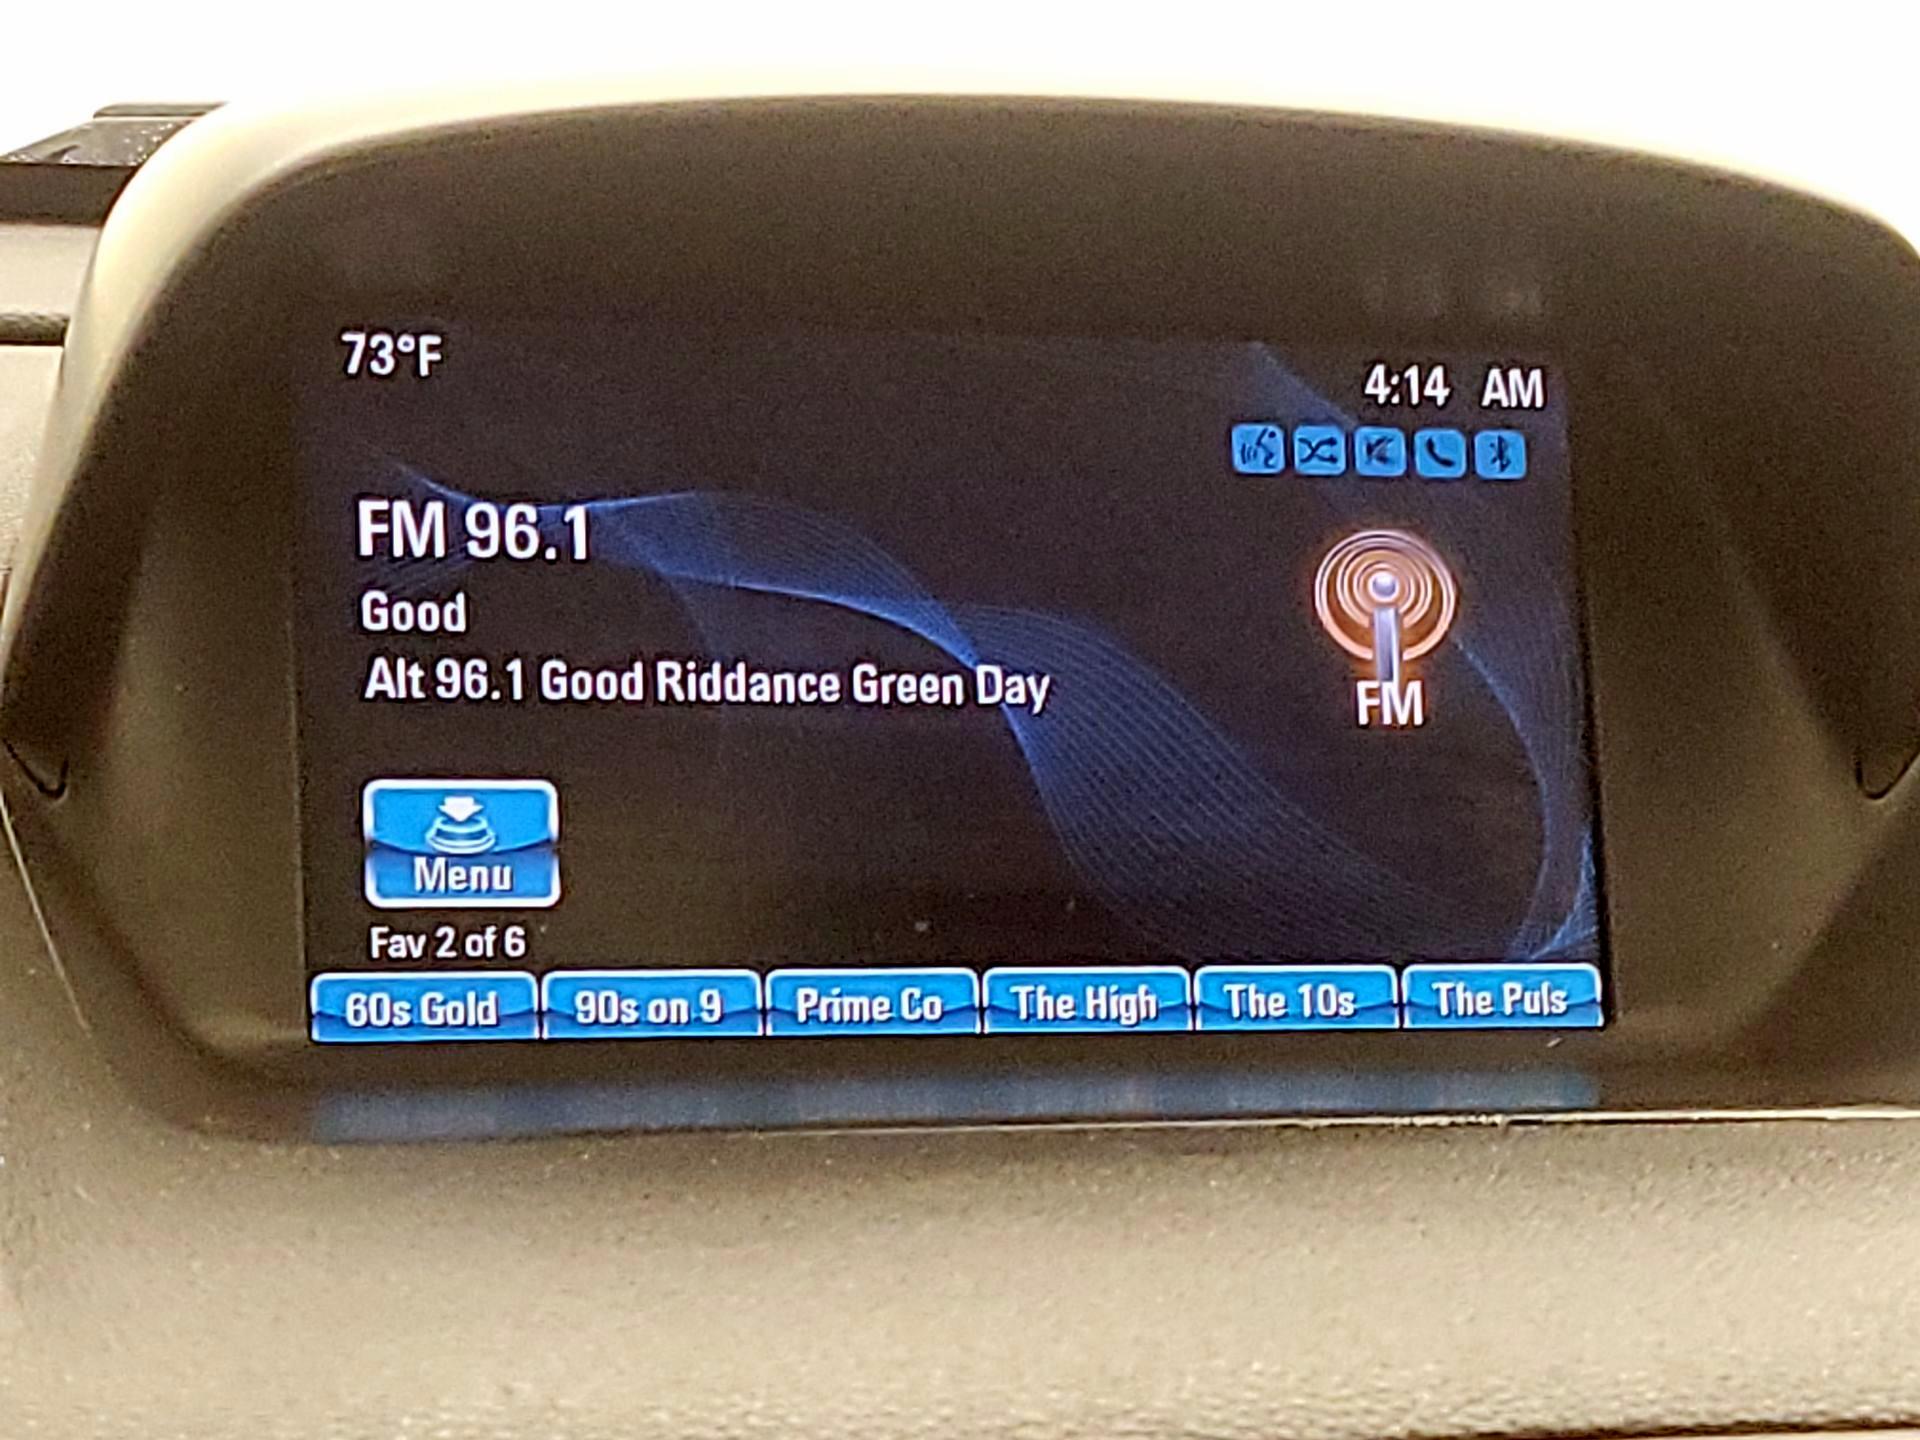 73°F
4:14 AM
FM 96.1
Good
Alt 96.1 Good Riddance Green Day
FM
Menu
Fav 2 of 6
60s Gold
90s on 9
Prime Co
The High
The 10s
The Puls